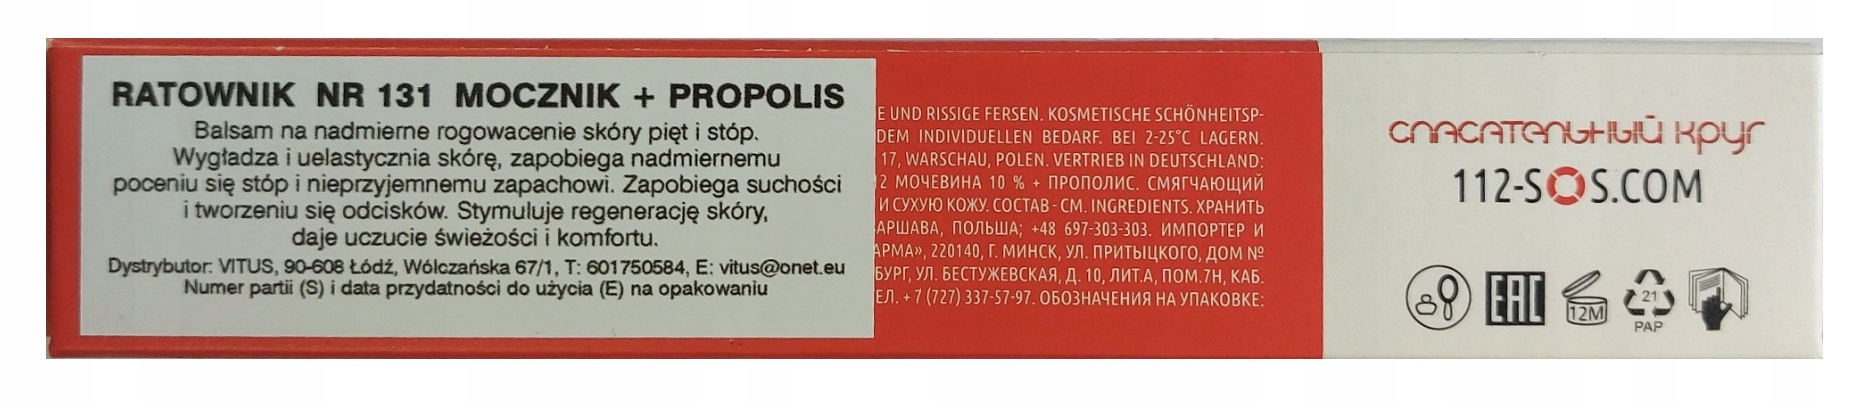 RATOWNIK NR 131 MOCZNIK + PROPOLIS
Balsam na nadmierne rogowacenie skóry pięt i stóp.
Wygładza i uelastycznia skórę, zapobiega nadmiernemu
poceniu się stóp i nieprzyjemnemu zapachowi. Zapobiega suchości
i tworzeniu się odcisków. Stymuluje regenerację skóry,
daje uczucie świeżości i komfortu.
Dystrybutor: VITUS, 90-608 Łódź, Wólczańska 67/1, T: 601750584, E: vitus@onet.eu
Numer partii (S) i data przydatności do użycia (E) na opakowaniu
E UND RISSIGE FERSEN. KOSMETISCHE SCHÖNHEITSP-
DEM INDIVIDUELLEN BEDARF. BEI 2-25°C LAGERN.
17, WARSCHAU, POLEN. VERTRIEB IN DEUTSCHLAND:
2 МОЧЕВИНА 10 % + ПРОПОЛИС. СМЯГЧАЮЩИЙ
И СУХУЮ КОЖУ. СОСТАВ - СМ. INGREDIENTS. ХРАНИТЬ
ВАРШАВА, ПОЛЬША; +48 697-303-303. ИМПОРТЕР И
АРМА», 220140, Г. МИНСК, УЛ. ПРИТЫЦКОГО, ДОМ №
БУРГ, УЛ. БЕСТУЖЕВСКАЯ, Д. 10, ЛИТ.А, ПОМ.7Н, КАБ.
ЕЛ. + 7 (727) 337-57-97. ОБОЗНАЧЕНИЯ НА УПАКОВКЕ:
спасательный круг
112-SOS.COM
EAC
12M
21
PAP